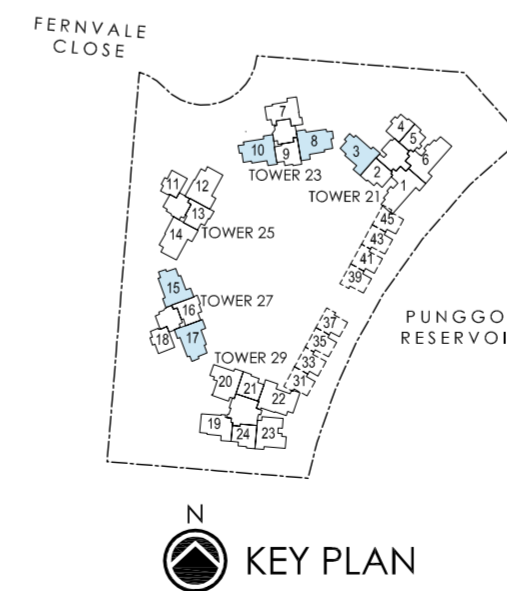 FERNVALE
CLOSE
7
10
9
8
TOWER 23
4
5
3
2
6
1
TOWER 21
11
12
13
14
TOWER 25
45
43
41
39
15
16
17
18
TOWER 27
PUNGGO
RESERVOI
37
35
33
31
TOWER 29
20
21
22
19
24
23
N
KEY PLAN